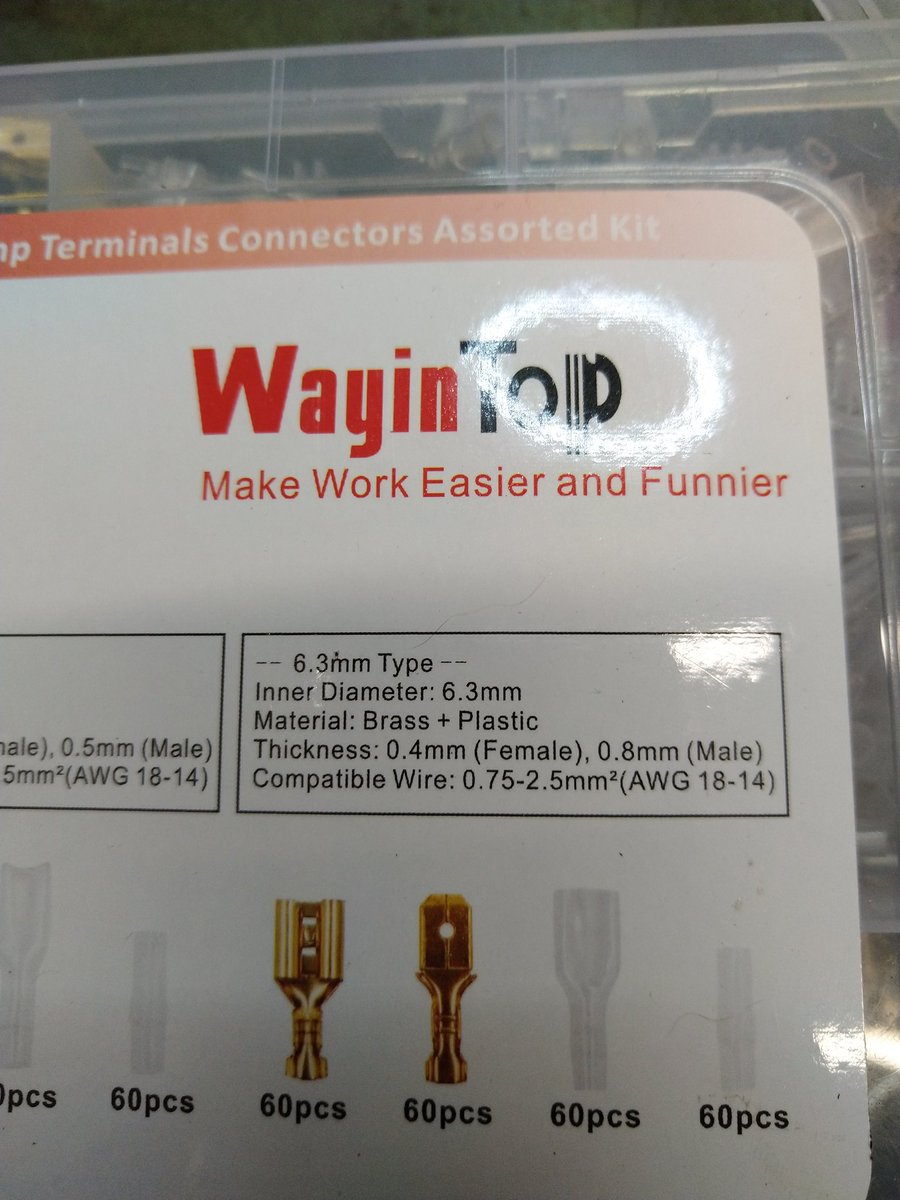 Terminals Connectors Assorted Kit
WayinTop
Make Work Easier and Funnier
-- 6.3mm Type --
Inner Diameter: 6.3mm
Material: Brass + Plastic
Thickness: 0.4mm (Female), 0.8mm (Male)
Compatible Wire: 0.75-2.5mm²(AWG 18-14)
0.5mm (Male)
5mm²(AWG 18-14)
0pcs
60pcs
60pcs
60pcs
60pcs
60pcs